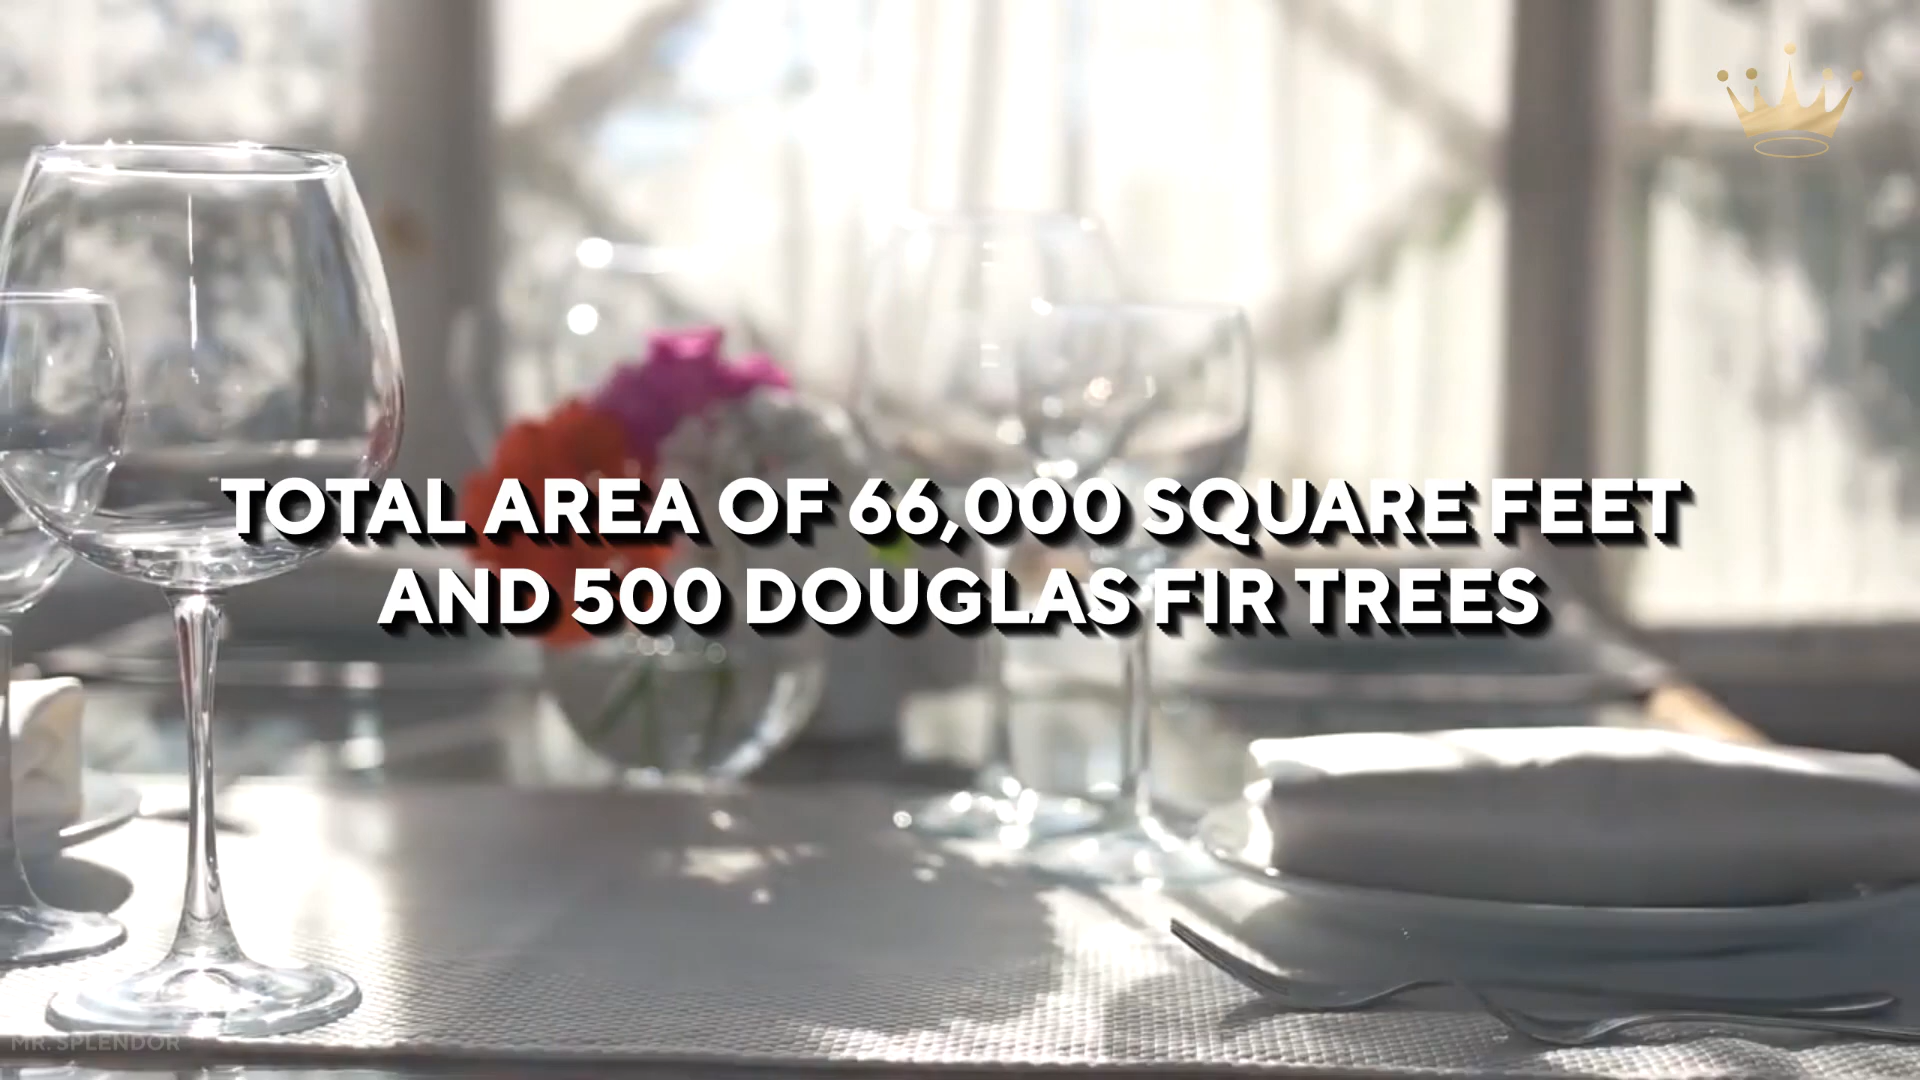 TOTAL AREA OF 66,000 SQUARE FEET
AND 500 DOUGLAS FIR TREES
MR. SPLENDOR